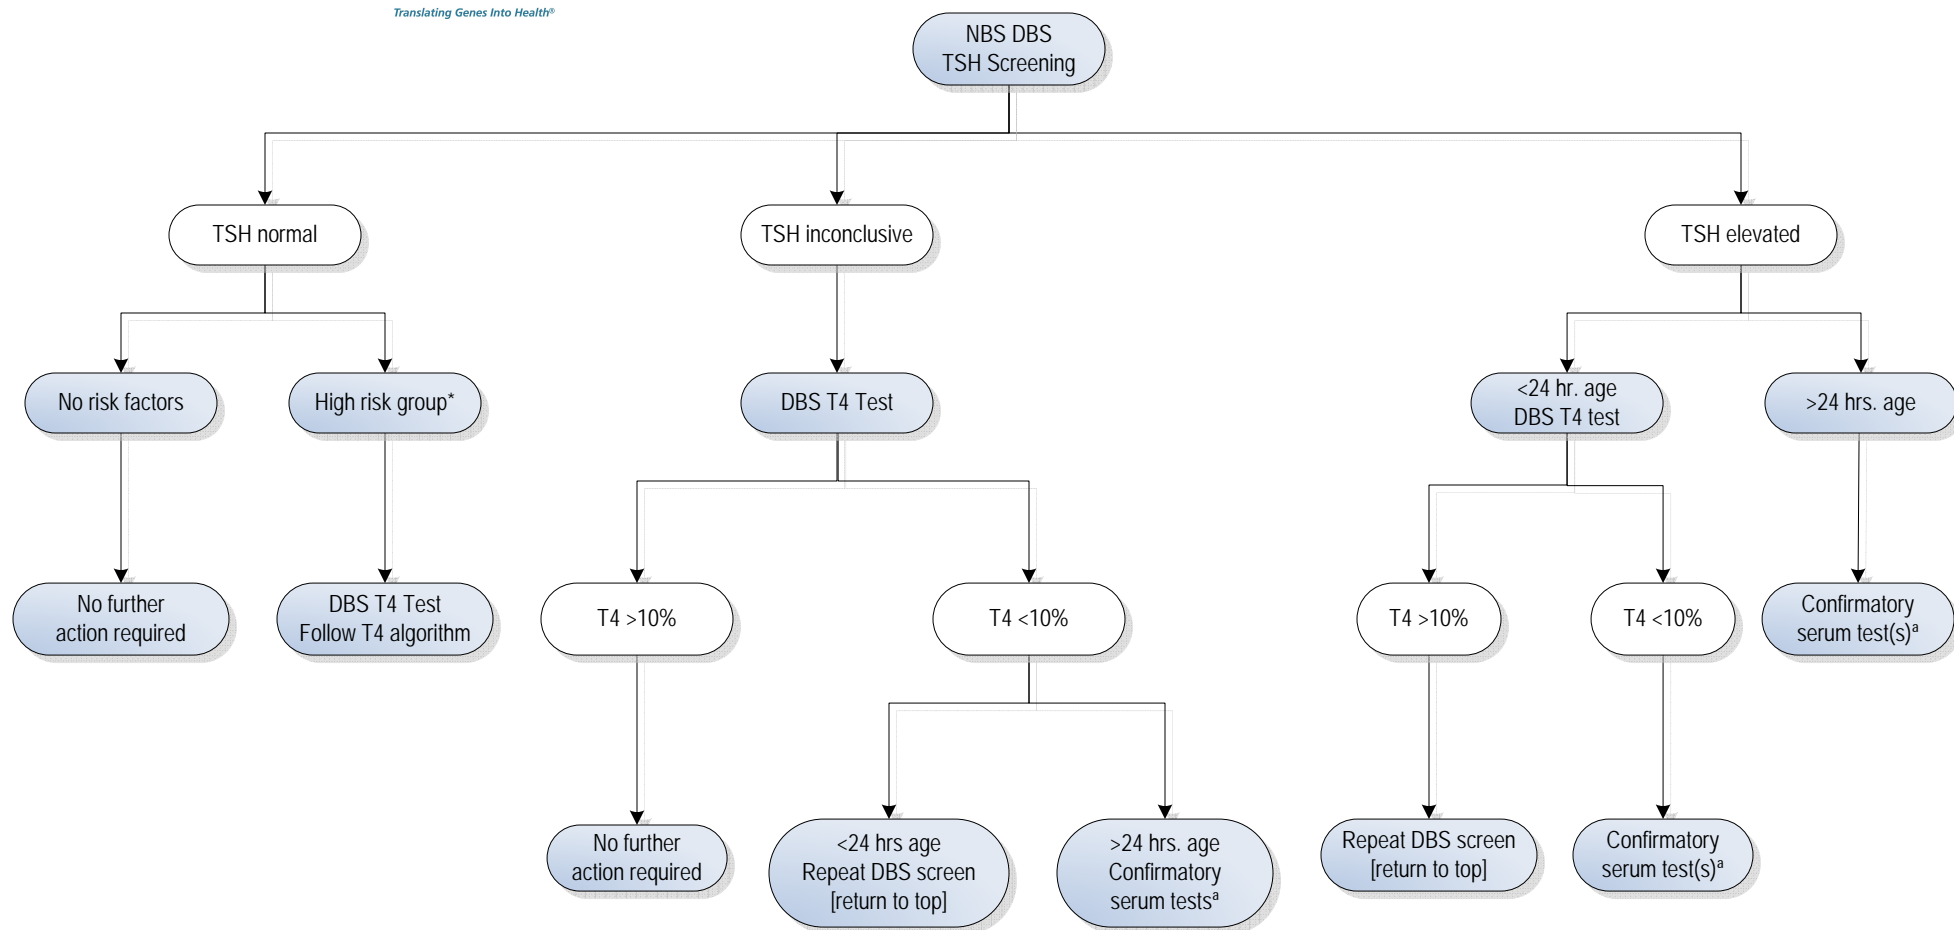 Translating Genes Into Health®
NBS DBS
TSH Screening
TSH normal
TSH inconclusive
TSH elevated
No risk factors
High risk group*
DBS T4 Test
<24 hr. age
DBS T4 test
>24 hrs. age
No further
action required
DBS T4 Test
Follow T4 algorithm
T4 >10%
T4 <10%
T4 >10%
T4 <10%
Confirmatory
serum test(s)ª
No further
action required
<24 hrs age
Repeat DBS screen
[return to top]
>24 hrs. age
Confirmatory
serum testsª
Repeat DBS screen
[return to top]
Confirmatory
serum test(s)ª